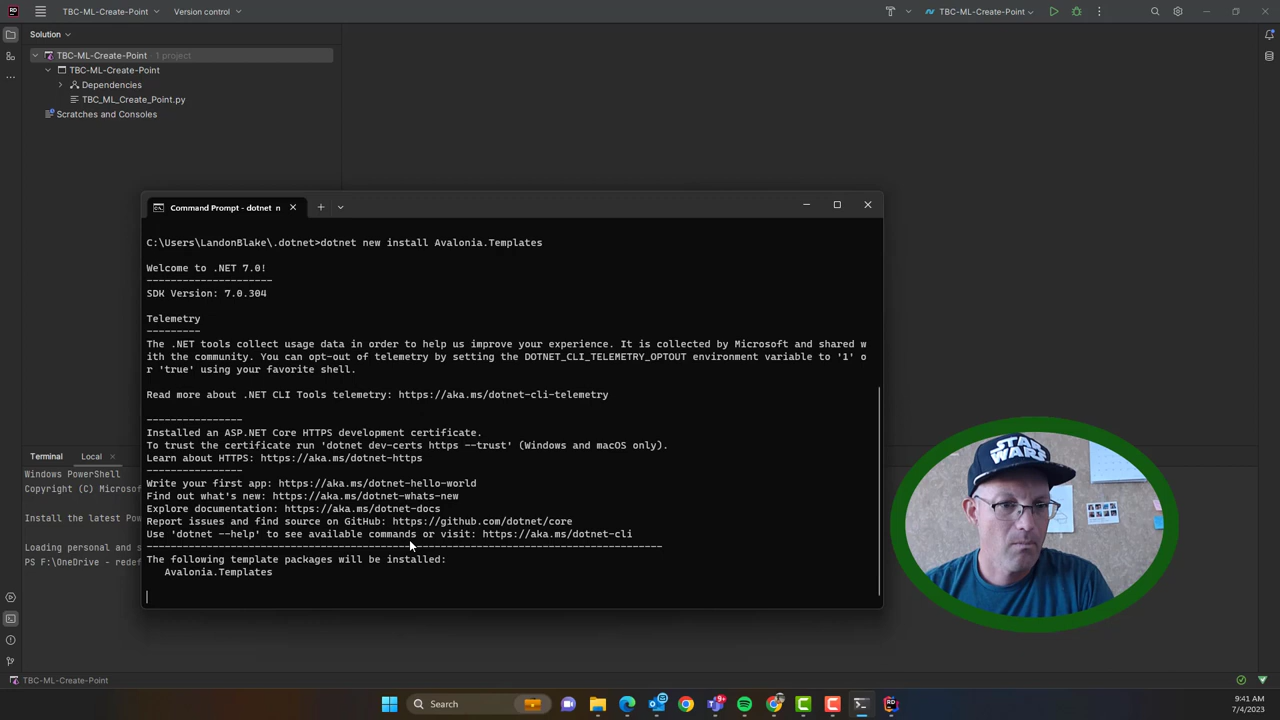 TBC-ML-Create-Point
Version control
TBC-ML-Create-Point
Solution
TBC-ML-Create-Point 1 project
TBC-ML-Create-Point
Dependencies
TBC_ML_Create_Point.py
Scratches and Consoles
Command Prompt - dotnet n
C:\Users\LandonBlake\.dotnet>dotnet new install Avalonia.Templates
Welcome to .NET 7.0!
---------------------
SDK Version: 7.0.304
Telemetry
---------
The .NET tools collect usage data in order to help us improve your experience. It is collected by Microsoft and shared w
ith the community. You can opt-out of telemetry by setting the DOTNET_CLI_TELEMETRY_OPTOUT environment variable to '1' o
r 'true' using your favorite shell.
Read more about .NET CLI Tools telemetry: https://aka.ms/dotnet-cli-telemetry
----------------
Installed an ASP.NET Core HTTPS development certificate.
To trust the certificate run 'dotnet dev-certs https --trust' (Windows and macOS only).
Learn about HTTPS: https://aka.ms/dotnet-https
----------------
Write your first app: https://aka.ms/dotnet-hello-world
Find out what's new: https://aka.ms/dotnet-whats-new
Explore documentation: https://aka.ms/dotnet-docs
Report issues and find source on GitHub: https://github.com/dotnet/core
Use 'dotnet --help' to see available commands or visit: https://aka.ms/dotnet-cli
--------------------------------------------------------------------------------------
The following template packages will be installed:
Avalonia.Templates
Terminal
Local
Windows PowerShell
Copyright (C) Microsof
Install the latest Pow
Loading personal and s
PS F:\OneDrive - redef
STAR
WARS
TBC-ML-Create-Point
Search
9:41 AM
7/4/2023